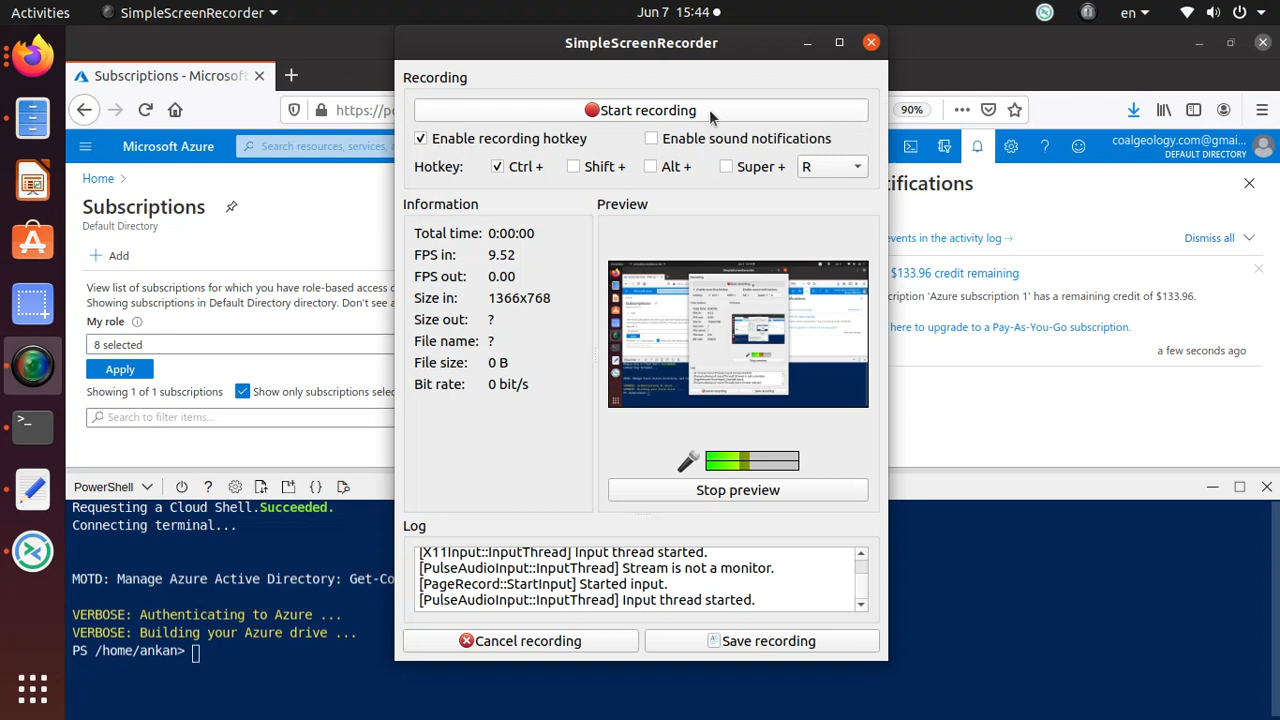 Activities SimpleScreenRecorder Jun 7 15:44 en
SimpleScreenRecorder
Subscriptions - Microsoft
https://po
90%
Microsoft Azure
Search resources, services,
coalgeology.com@gmai...
DEFAULT DIRECTORY
Home
Subscriptions
Default Directory
Add
View list of subscriptions for which you have role-based access c
Showing subscriptions in Default Directory directory. Don't see a
My role
8 selected
Apply
Showing 1 of 1 subscriptions Show only subscriptions selec
Search to filter items...
Recording
Start recording
Enable recording hotkey Enable sound notifications
Hotkey: Ctrl + Shift + Alt + Super + R
Information
Total time: 0:00:00
FPS in: 9.52
FPS out: 0.00
Size in: 1366x768
Size out: ?
File name: ?
File size: 0 B
Bit rate: 0 bit/s
Preview
Stop preview
Log
[X11Input::InputThread] Input thread started.
[PulseAudioInput::InputThread] Stream is not a monitor.
[PageRecord::StartInput] Started input.
[PulseAudioInput::InputThread] Input thread started.
Cancel recording Save recording
ifications
events in the activity log →
Dismiss all
$133.96 credit remaining
cription 'Azure subscription 1' has a remaining credit of $133.96.
here to upgrade to a Pay-As-You-Go subscription.
a few seconds ago
PowerShell
Requesting a Cloud Shell.Succeeded.
Connecting terminal...
MOTD: Manage Azure Active Directory: Get-Co
VERBOSE: Authenticating to Azure ...
VERBOSE: Building your Azure drive ...
PS /home/ankan>